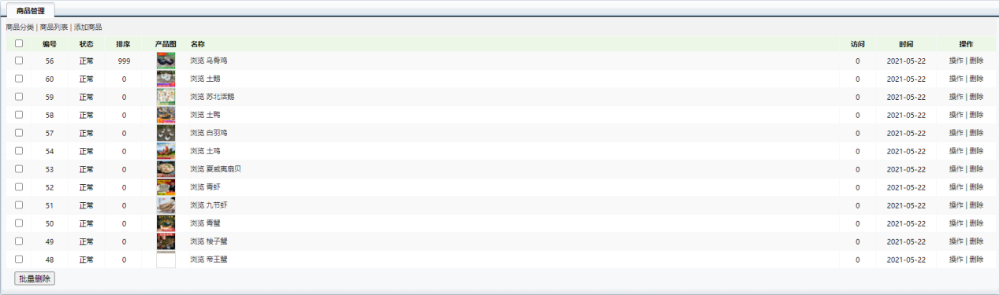 商品管理
商品分类 | 商品列表 | 添加商品
编号 状态 排序 产品图 名称 访问 时间 操作
56 正常 999 浏览 乌骨鸡 0 2021-05-22 操作 | 删除
60 正常 0 浏览 土鹅 0 2021-05-22 操作 | 删除
59 正常 0 浏览 苏北活鹅 0 2021-05-22 操作 | 删除
58 正常 0 浏览 土鸭 0 2021-05-22 操作 | 删除
57 正常 0 浏览 白羽鸡 0 2021-05-22 操作 | 删除
54 正常 0 浏览 土鸡 0 2021-05-22 操作 | 删除
53 正常 0 浏览 夏威夷扇贝 0 2021-05-22 操作 | 删除
52 正常 0 浏览 青虾 0 2021-05-22 操作 | 删除
51 正常 0 浏览 九节虾 0 2021-05-22 操作 | 删除
50 正常 0 浏览 青蟹 0 2021-05-22 操作 | 删除
49 正常 0 浏览 梭子蟹 0 2021-05-22 操作 | 删除
48 正常 0 浏览 帝王蟹 0 2021-05-22 操作 | 删除
批量删除